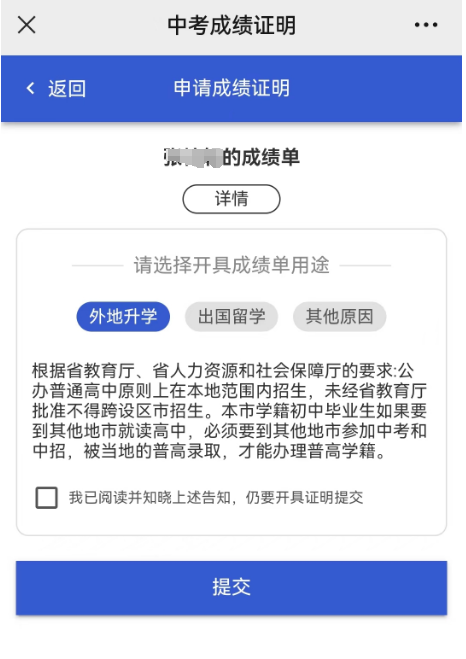 中考成绩证明
返回
申请成绩证明
张的成绩单
详情
请选择开具成绩单用途
外地升学
出国留学
其他原因
根据省教育厅、省人力资源和社会保障厅的要求:公
办普通高中原则上在本地范围内招生，未经省教育厅
批准不得跨设区市招生。本市学籍初中毕业生如果要
到其他地市就读高中，必须要到其他地市参加中考和
中招，被当地的普高录取，才能办理普高学籍。
我已阅读并知晓上述告知，仍要开具证明提交
提交